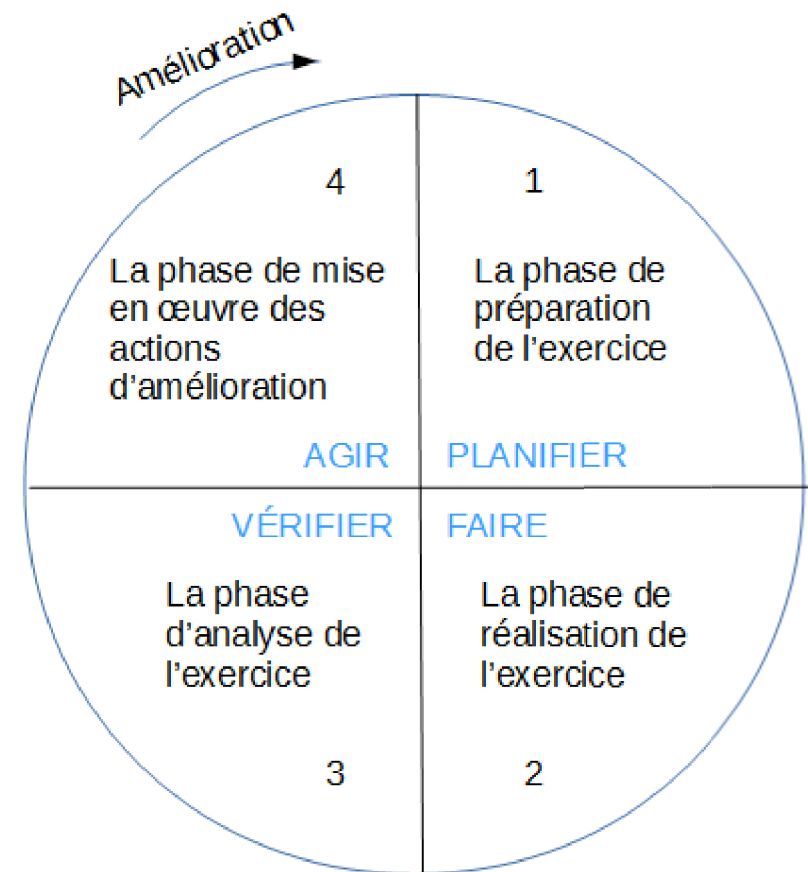 Amélioration
4
La phase de mise
en œuvre des
actions
d'amélioration
AGIR
1
La phase de
préparation
de l'exercice
PLANIFIER
VÉRIFIER
La phase
d'analyse de
l'exercice
3
FAIRE
La phase de
réalisation de
l'exercice
2